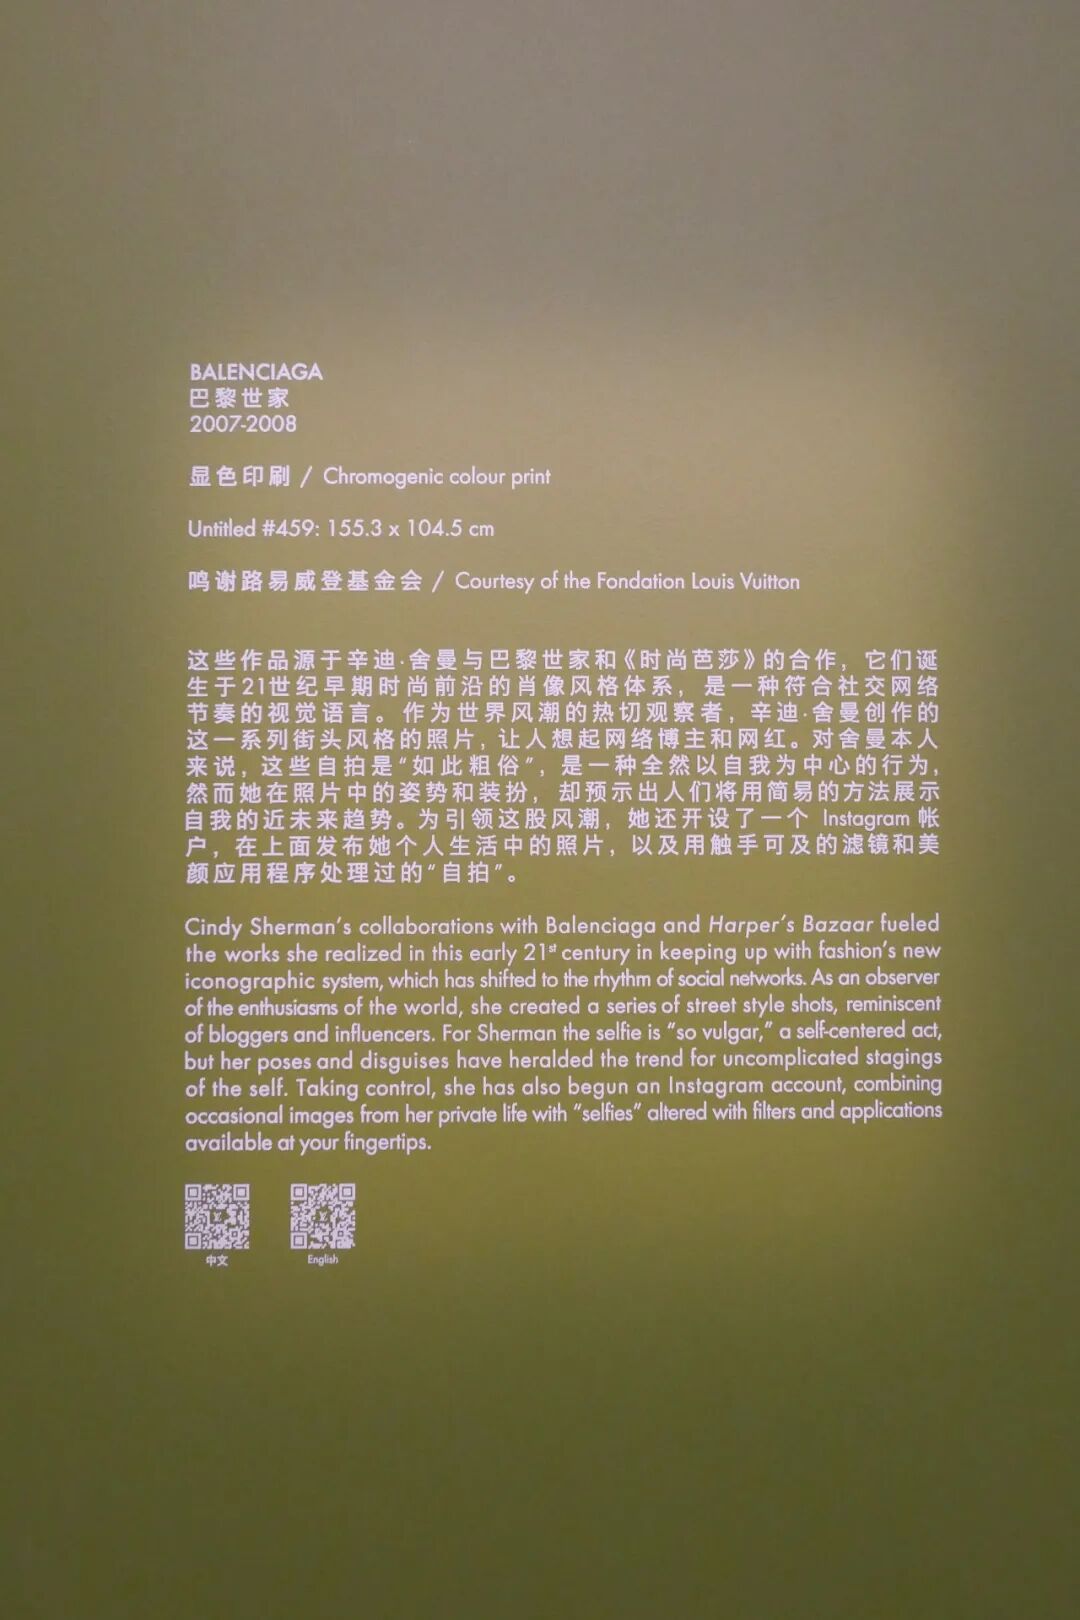 BALENCIAGA
巴黎世家
2007-2008
显色印刷 / Chromogenic colour print
Untitled #459: 155.3 x 104.5 cm
鸣谢路易威登基金会 / Courtesy of the Fondation Louis Vuitton
这些作品源于辛迪·舍曼与巴黎世家和《时尚芭莎》的合作，它们诞
生于21世纪早期时尚前沿的肖像风格体系，是一种符合社交网络
节奏的视觉语言。作为世界风潮的热切观察者，辛迪·舍曼创作的
这一系列街头风格的照片，让人想起网络博主和网红。对舍曼本人
来说，这些自拍是“如此粗俗”，是一种全然以自我为中心的行为，
然而她在照片中的姿势和装扮，却预示出人们将用简易的方法展示
自我的近未来趋势。为引领这股风潮，她还开设了一个 Instagram 帐
户，在上面发布她个人生活中的照片，以及用触手可及的滤镜和美
颜应用程序处理过的“自拍”。
Cindy Sherman’s collaborations with Balenciaga and Harper’s Bazaar fueled
the works she realized in this early 21st century in keeping up with fashion’s new
iconographic system, which has shifted to the rhythm of social networks. As an observer
of the enthusiasms of the world, she created a series of street style shots, reminiscent
of bloggers and influencers. For Sherman the selfie is “so vulgar,” a self-centered act,
but her poses and disguises have heralded the trend for uncomplicated stagings
of the self. Taking control, she has also begun an Instagram account, combining
occasional images from her private life with “selfies” altered with filters and applications
available at your fingertips.
中文 English